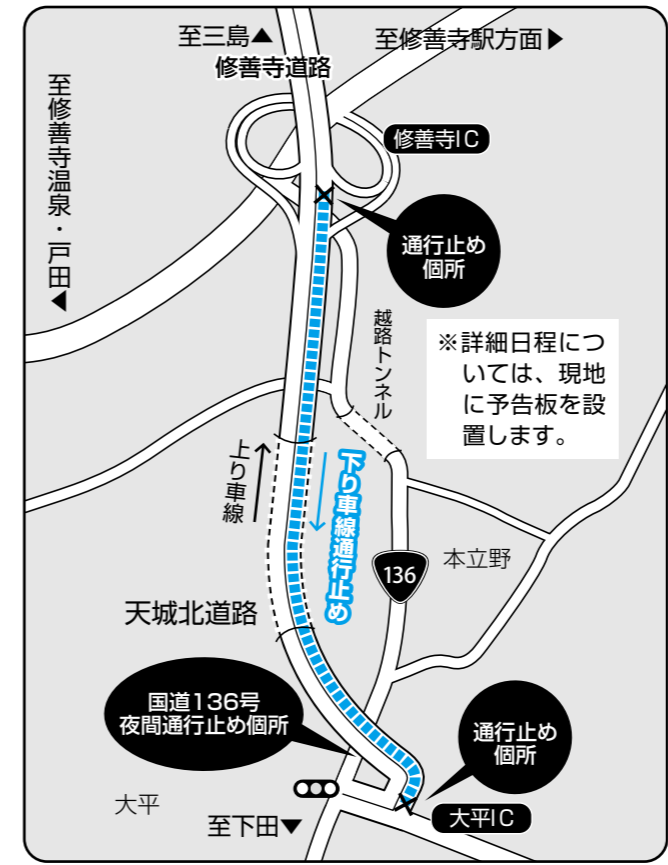 至三島▲
至修善寺駅方面▶
修善寺道路
至修善寺温泉・戸田◀
修善寺IC
通行止め
個所
越路トンネル
※詳細日程につ
いては、現地
に予告板を設
置します。
上り車線
下り車線通行止め
136
本立野
天城北道路
国道136号
夜間通行止め個所
通行止め
個所
大平
大平IC
至下田▼